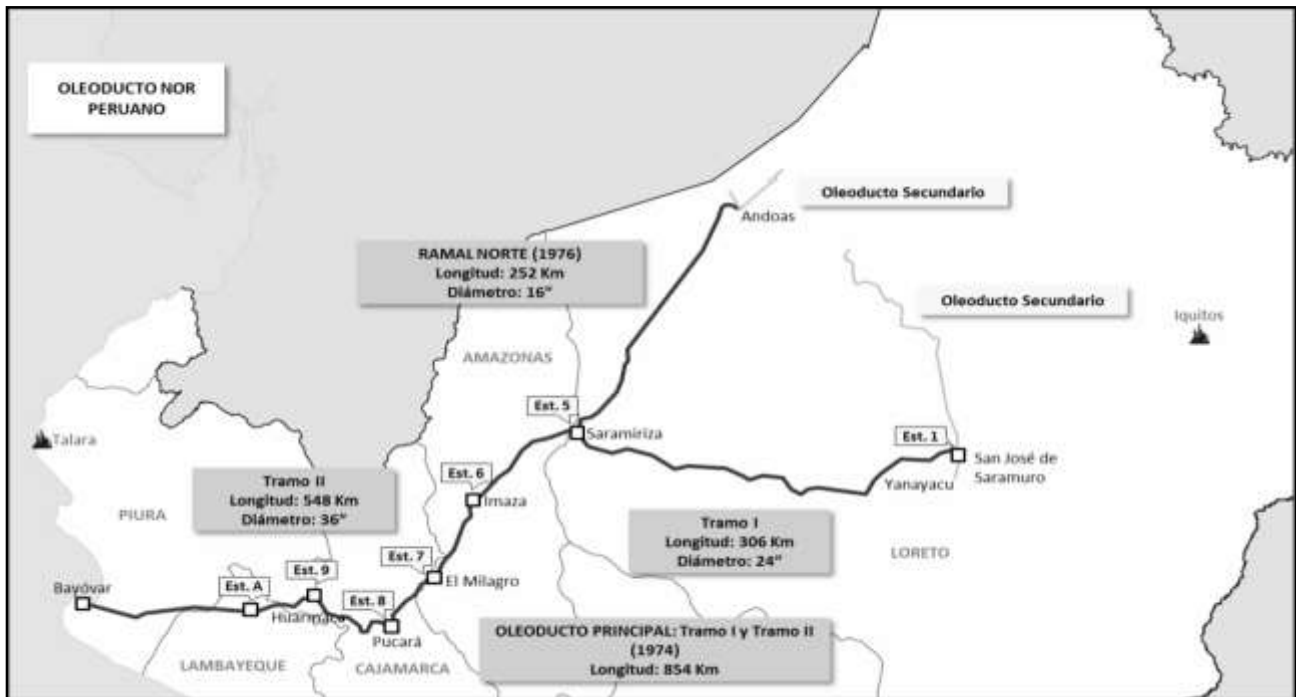 OLEODUCTO NOR
PERUANO
Oleoducto Secundario
Andoas
RAMAL NORTE (1976)
Longitud: 252 Km
Diámetro: 16"
Oleoducto Secundario
Iquitos
AMAZONAS
Est. 5
Saramiriza
Est. 1
San José de
Saramuro
Talara
Est. 6
Imaza
Yanayacu
Tramo II
Longitud: 548 Km
Diámetro: 36"
PIURA
Tramo I
Longitud: 306 Km
Diámetro: 24"
LORETO
Est. 7
El Milagro
Bayóvar
Est. A
Est. 9
Est. 8
Pucará
OLEODUCTO PRINCIPAL: Tramo I y Tramo II
(1974)
Longitud: 854 Km
LAMBAYEQUE
CAJAMARCA